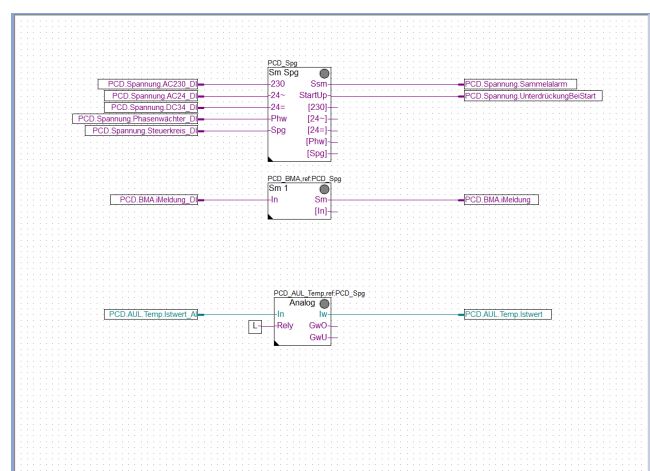 PCD_Spg
Sm Spg
PCD.Spannung.AC230_DI 230 Ssm PCD.Spannung.Sammelalarm
PCD.Spannung.AC24_DI 24~ StartUp PCD.Spannung.UnterdrückungBeiStart
PCD.Spannung.DC34_DI 24= [230]
PCD.Spannung.Phasenwächter_DI Phw [24~]
PCD.Spannung.Steuerkreis_DI Spg [24=]
[Phw]
[Spg]
PCD_BMA,ref:PCD_Spg
Sm 1
PCD.BMA.iMeldung_DI In Sm PCD.BMA.iMeldung
[In]
PCD_AUL_Temp,ref:PCD_Spg
Analog
PCD.AUL.Temp.Istwert_AI In Iw PCD.AUL.Temp.Istwert
L Rely GwO
GwU